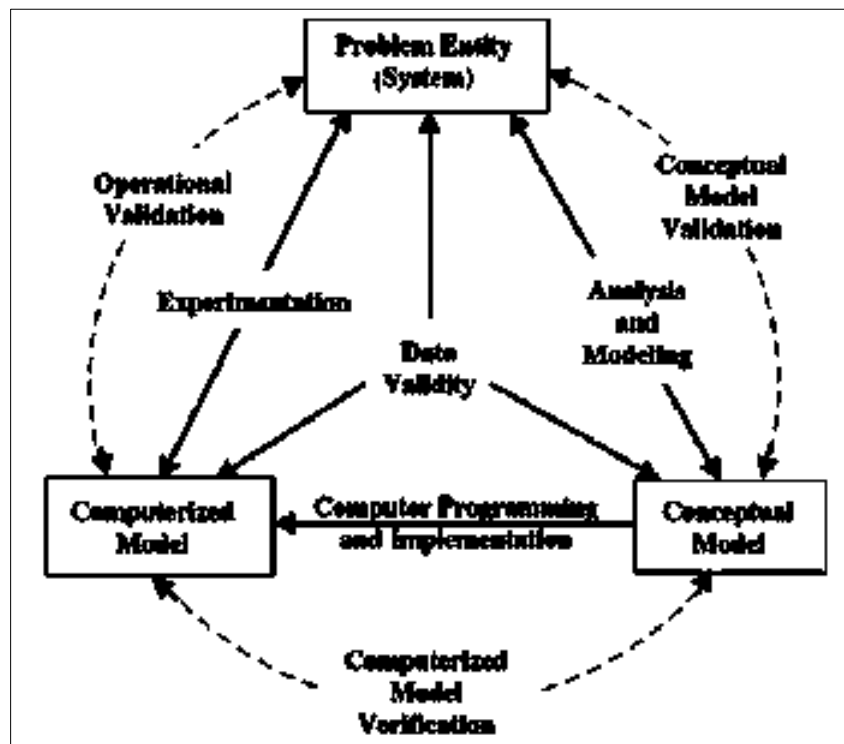 Problem Entity
(System)
Operational
Validation
Conceptual
Model
Validation
Experimentation
Analysis
and
Modeling
Data
Validity
Computerized
Model
Computer Programming
and Implementation
Conceptual
Model
Computerized
Model
Verification